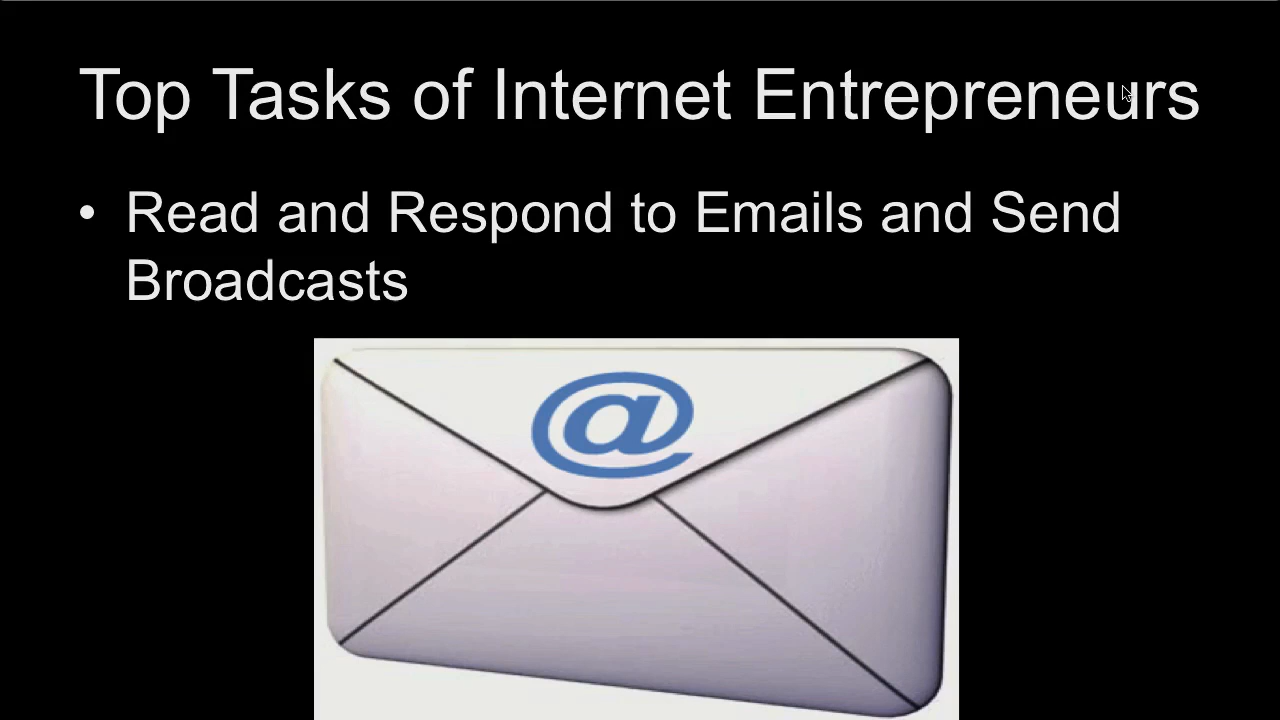 Top Tasks of Internet Entrepreneurs
• Read and Respond to Emails and Send
Broadcasts
@